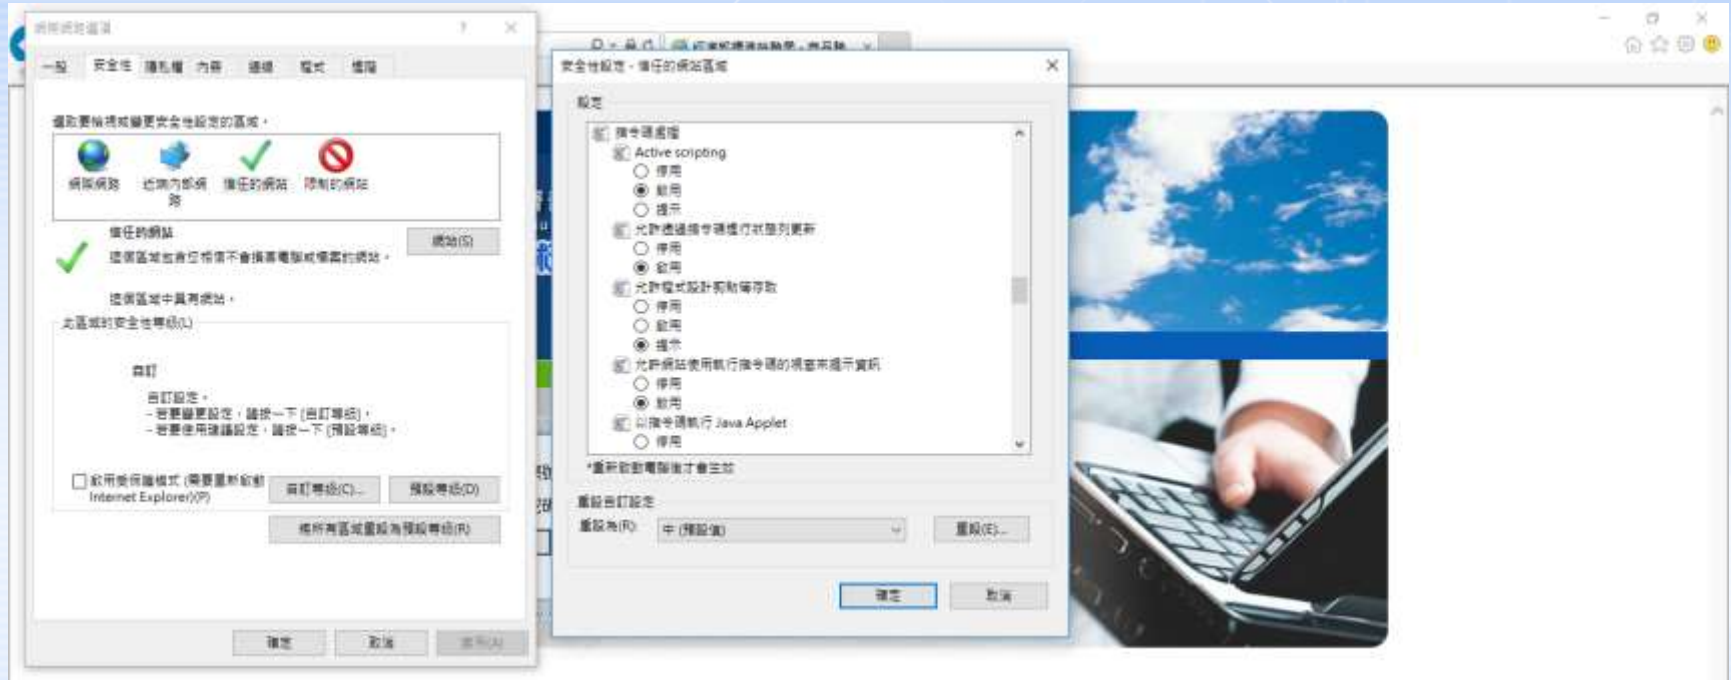 網際網路選項
一般 安全性 隱私權 內容 連線 程式 進階
選取要檢視或變更安全性設定的區域。
網際網路
近端內部網路
信任的網站
限制的網站
信任的網站
網站(S)
這個區域包含您相信不會損害電腦或檔案的網站。
這個區域中具有網站。
此區域的安全性等級(L)
自訂
自訂設定。
- 若要變更設定，請按一下 [自訂等級]。
- 若要使用建議設定，請按一下 [預設等級]。
啟用受保護模式 (需要重新啟動
Internet Explorer)(P)
自訂等級(C)...
預設等級(D)
將所有區域重設為預設等級(R)
確定
取消
套用(A)
安全性設定 - 信任的網站區域
設定
指令碼處理
Active scripting
停用
啟用
提示
允許透過指令碼進行狀態列更新
停用
啟用
允許程式設計剪貼簿存取
停用
啟用
提示
允許網站使用執行指令碼的視窗來提示資訊
停用
啟用
以指令碼執行 Java Applet
停用
*重新啟動電腦後才會生效
重設自訂設定
重設為(R):
中 (預設值)
重設(E)...
確定
取消